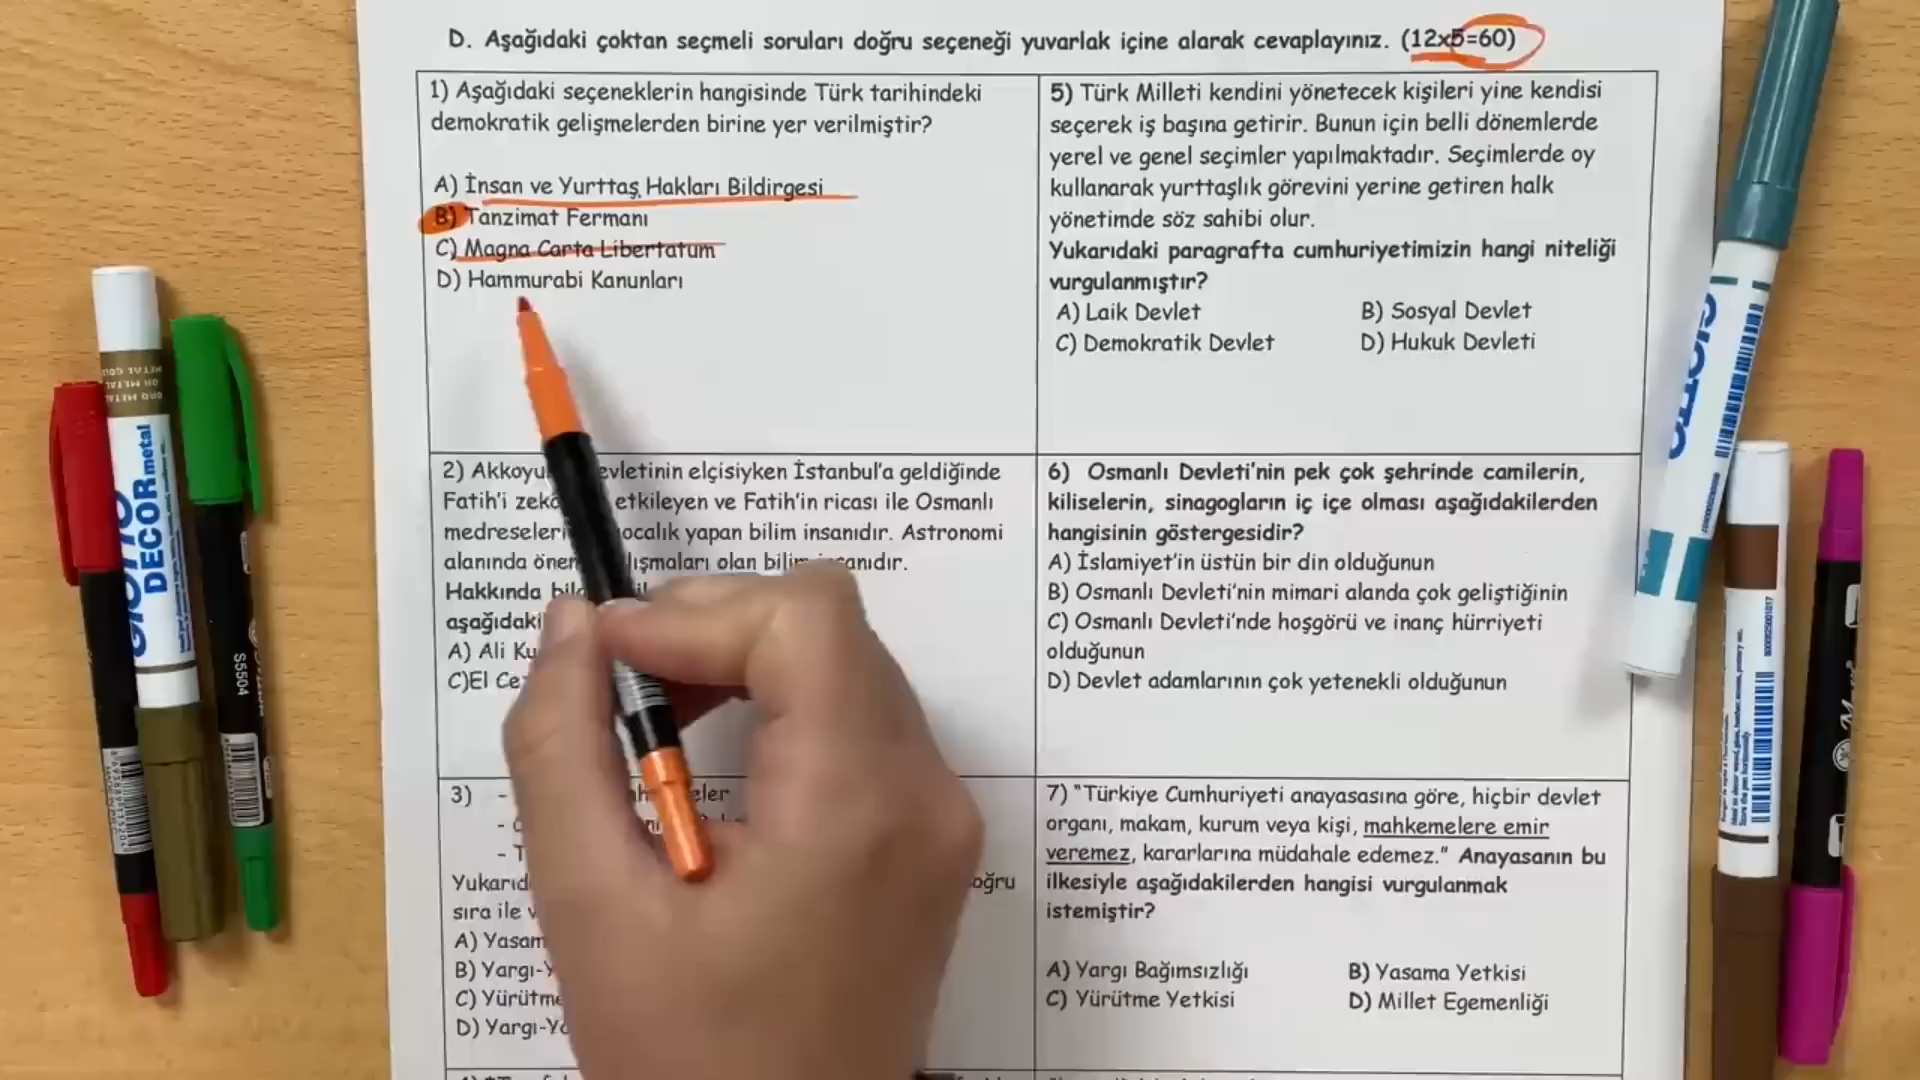 D. Aşağıdaki çoktan seçmeli soruları doğru seçeneği yuvarlak içine alarak cevaplayınız. (12x5=60)
1) Aşağıdaki seçeneklerin hangisinde Türk tarihindeki
demokratik gelişmelerden birine yer verilmiştir?
A) İnsan ve Yurttaş Hakları Bildirgesi
B) Tanzimat Fermanı
C) Magna Carta Libertatum
D) Hammurabi Kanunları
2) Akkoyu evletinin elçisiyken İstanbul'a geldiğinde
Fatih'i etkileyen ve Fatih'in ricası ile Osmanlı
medreseleri ocalık yapan bilim insanıdır. Astronomi
alanında lışmaları olan bilim
Hakkında
aşağıdaki
A) Ali
C)El
3) -
-
-
oğru
sıra ile
A) Yasam
B) Yargı-
C) Yürütme
D) Yargı-
5) Türk Milleti kendini yönetecek kişileri yine kendisi
seçerek iş başına getirir. Bunun için belli dönemlerde
yerel ve genel seçimler yapılmaktadır. Seçimlerde oy
kullanarak yurttaşlık görevini yerine getiren halk
yönetimde söz sahibi olur.
Yukarıdaki paragrafta cumhuriyetimizin hangi niteliği
vurgulanmıştır?
A) Laik Devlet B) Sosyal Devlet
C) Demokratik Devlet D) Hukuk Devleti
6) Osmanlı Devleti'nin pek çok şehrinde camilerin,
kiliselerin, sinagogların iç içe olması aşağıdakilerden
hangisinin göstergesidir?
A) İslamiyet'in üstün bir din olduğunun
B) Osmanlı Devleti'nin mimari alanda çok geliştiğinin
C) Osmanlı Devleti'nde hoşgörü ve inanç hürriyeti
olduğunun
D) Devlet adamlarının çok yetenekli olduğunun
7) "Türkiye Cumhuriyeti anayasasına göre, hiçbir devlet
organı, makam, kurum veya kişi, mahkemelere emir
veremez, kararlarına müdahale edemez." Anayasanın bu
ilkesiyle aşağıdakilerden hangisi vurgulanmak
istemiştir?
A) Yargı Bağımsızlığı B) Yasama Yetkisi
C) Yürütme Yetkisi D) Millet Egemenliği
GIOTTO
DECOR metal
S5504
GIOTTO